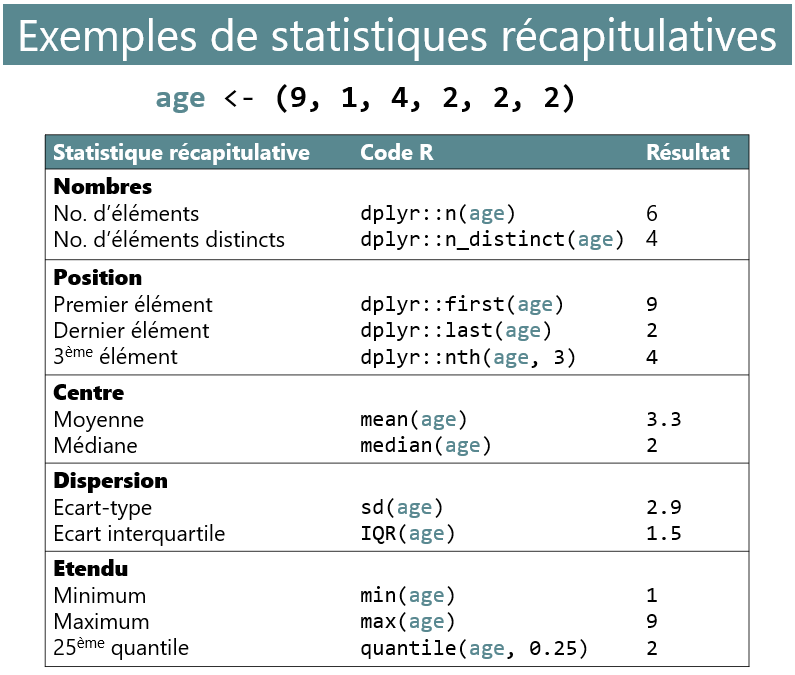 Exemples de statistiques récapitulatives
age <- (9, 1, 4, 2, 2, 2)
Statistique récapitulative Code R Résultat
Nombres
No. d'éléments dplyr::n(age) 6
No. d'éléments distincts dplyr::n_distinct(age) 4
Position
Premier élément dplyr::first(age) 9
Dernier élément dplyr::last(age) 2
3ème élément dplyr::nth(age, 3) 4
Centre
Moyenne mean(age) 3.3
Médiane median(age) 2
Dispersion
Ecart-type sd(age) 2.9
Ecart interquartile IQR(age) 1.5
Etendu
Minimum min(age) 1
Maximum max(age) 9
25ème quantile quantile(age, 0.25) 2